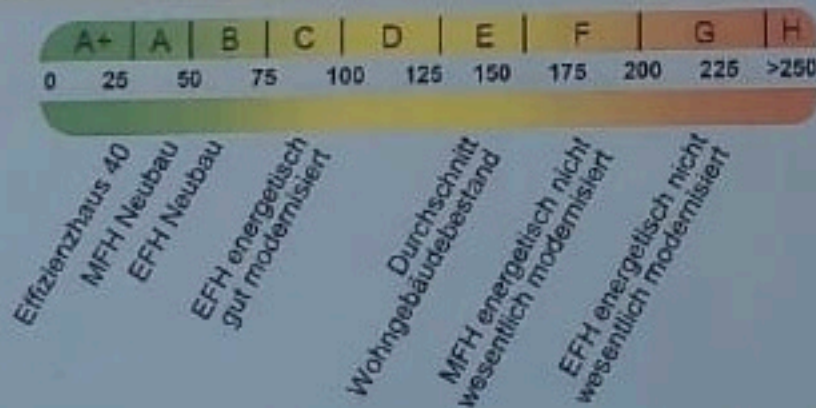 A+ A B C D E F G H
0 25 50 75 100 125 150 175 200 225 >250
Effizienzhaus 40
MFH Neubau
EFH Neubau
EFH energetisch
gut modernisiert
Durchschnitt
Wohngebäudebestand
MFH energetisch nicht
wesentlich modernisiert
EFH energetisch nicht
wesentlich modernisiert